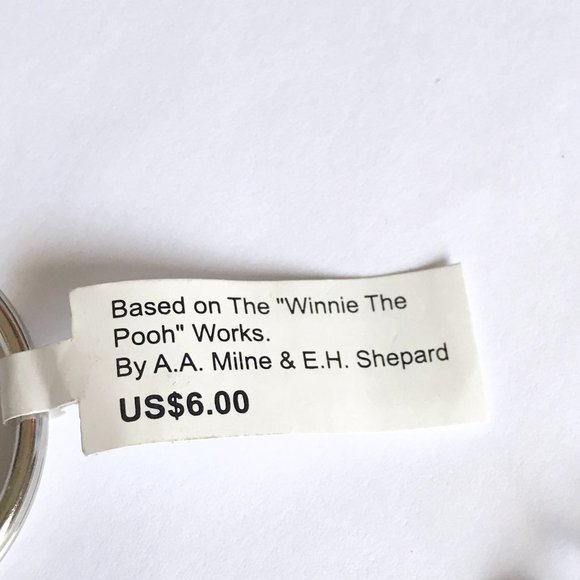 Based on The "Winnie The
Pooh" Works.
By A.A. Milne & E.H. Shepard
US$6.00